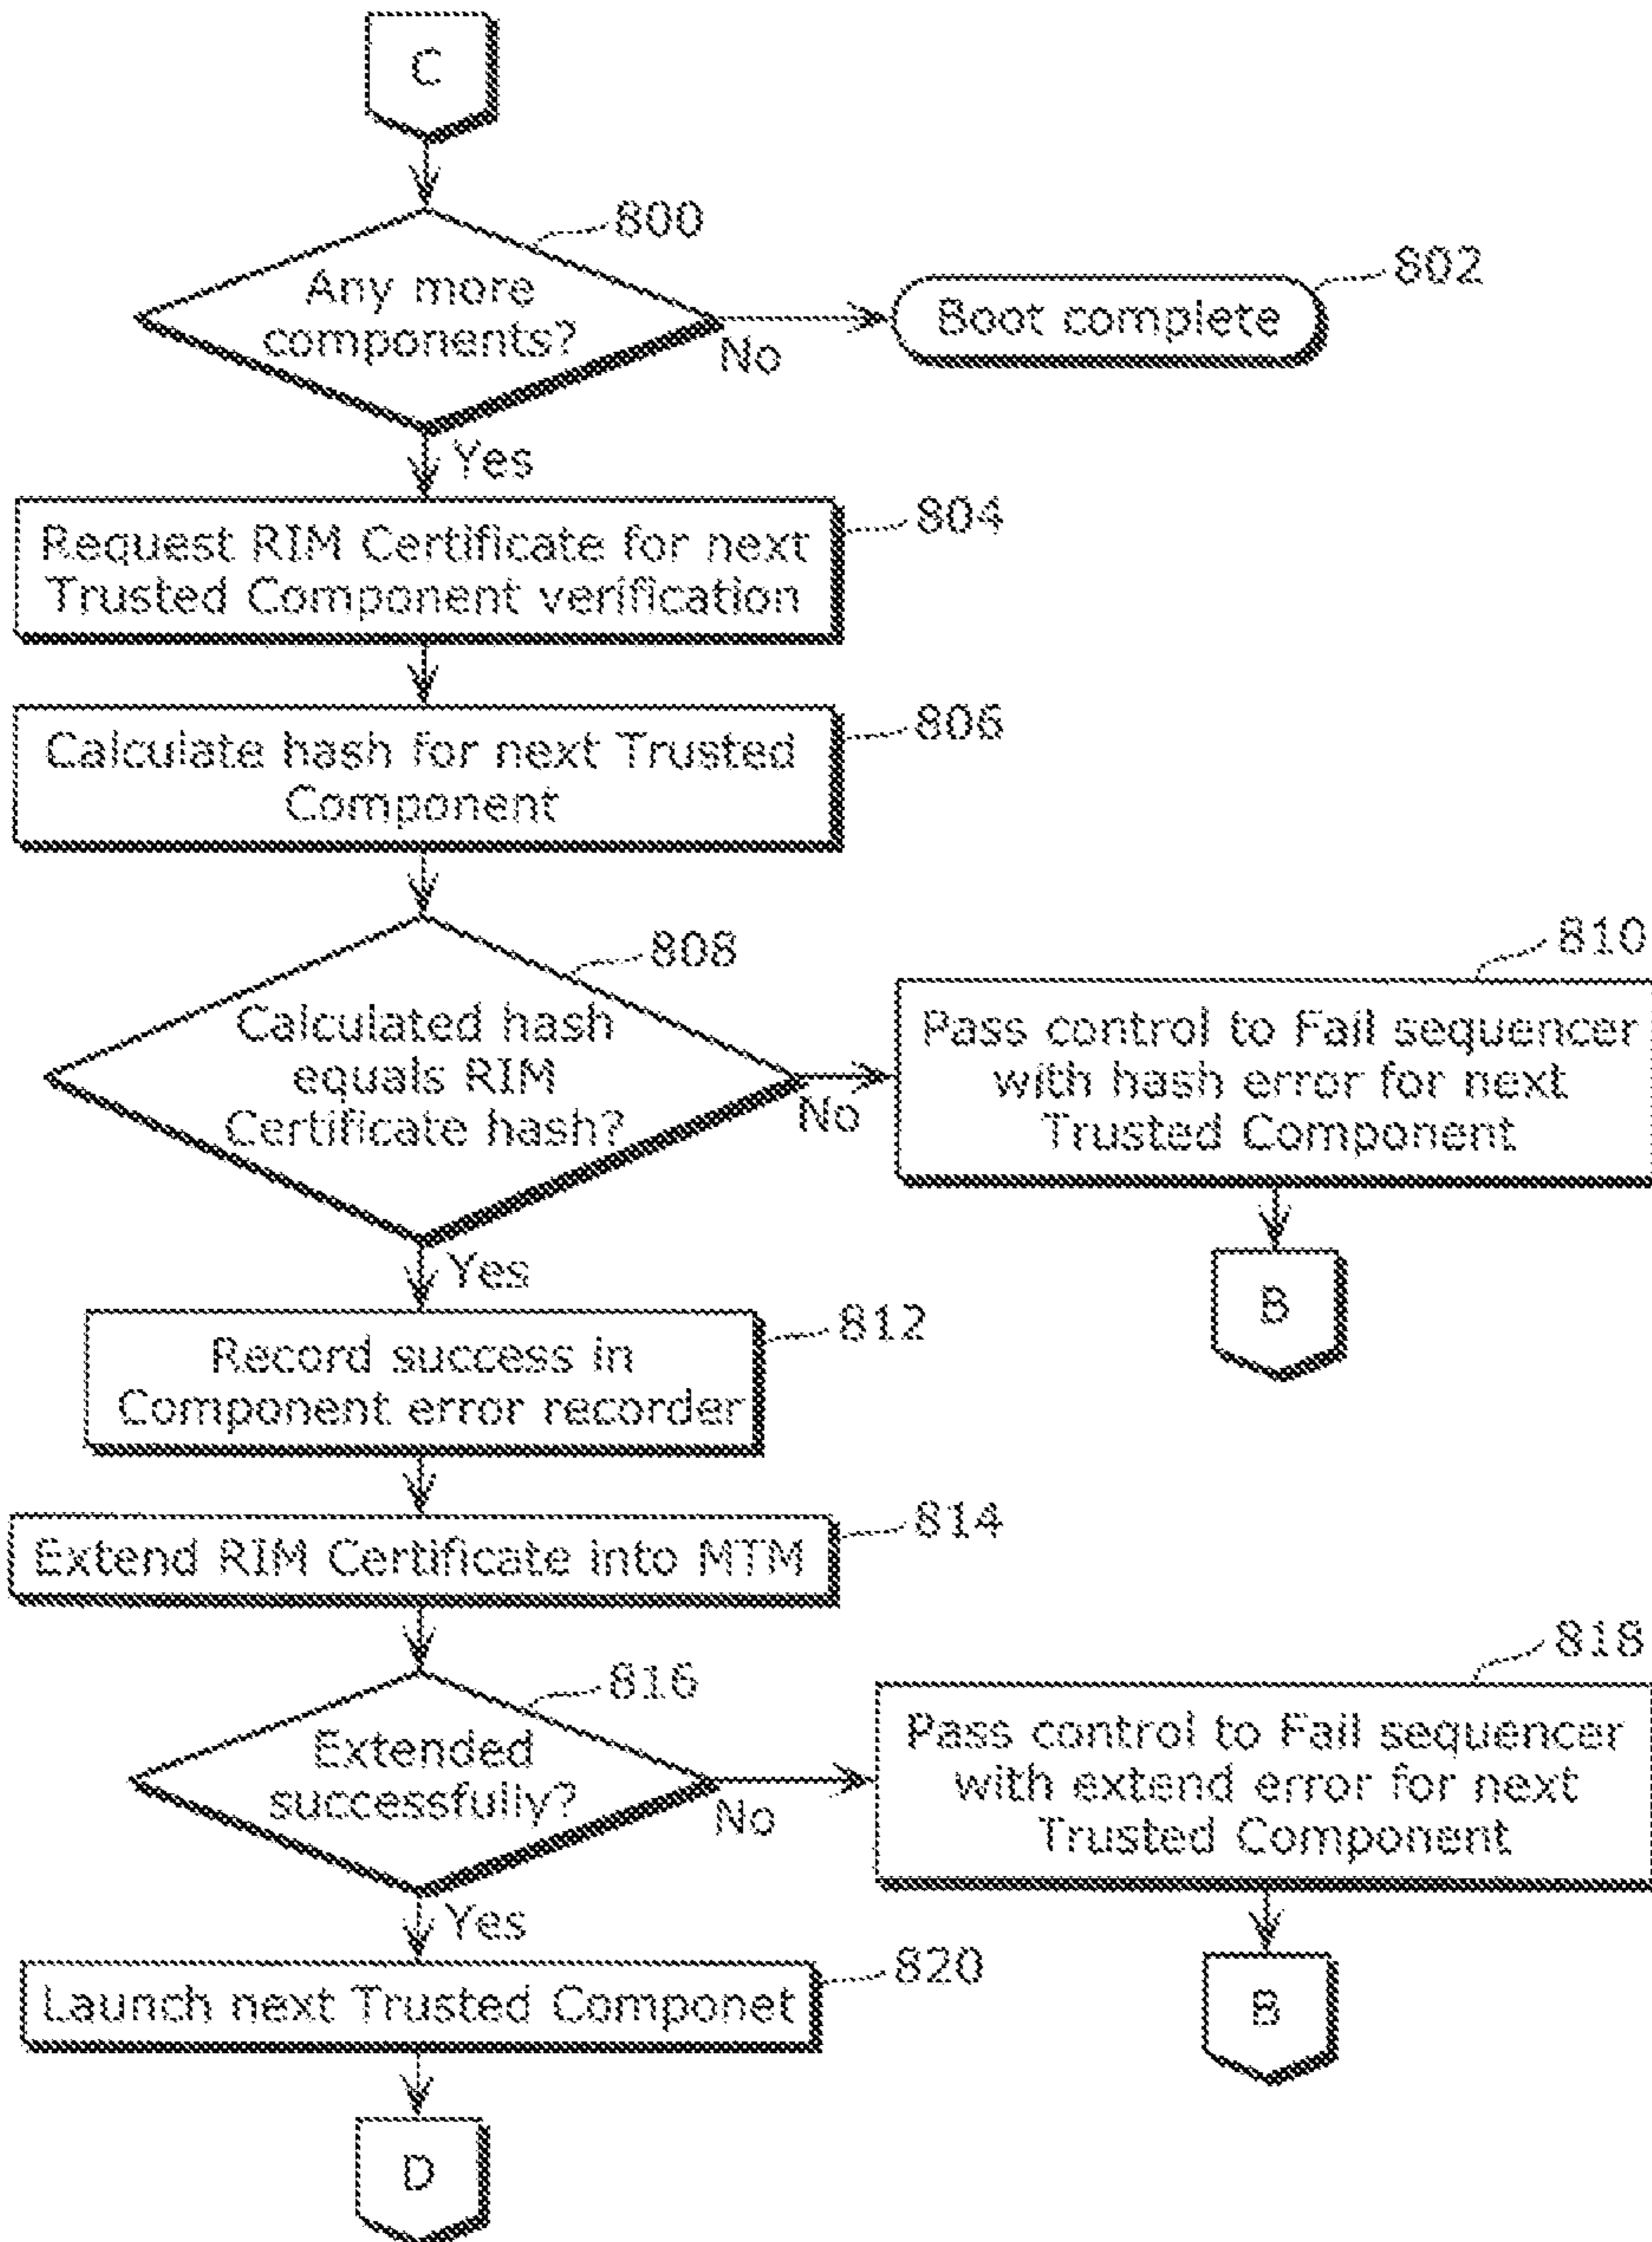 C
800
Any more
components?
802
Boot complete
No
Yes
804
Request RIM Certificate for next
Trusted Component verification
806
Calculate hash for next Trusted
Component
808
Calculated hash
equals RIM
Certificate hash?
No
810
Pass control to Fail sequencer
with hash error for next
Trusted Component
B
Yes
812
Record success in
Component error recorder
814
Extend RIM Certificate into MTM
816
Extended
successfully?
No
818
Pass control to Fail sequencer
with extend error for next
Trusted Component
B
Yes
820
Launch next Trusted Componet
D